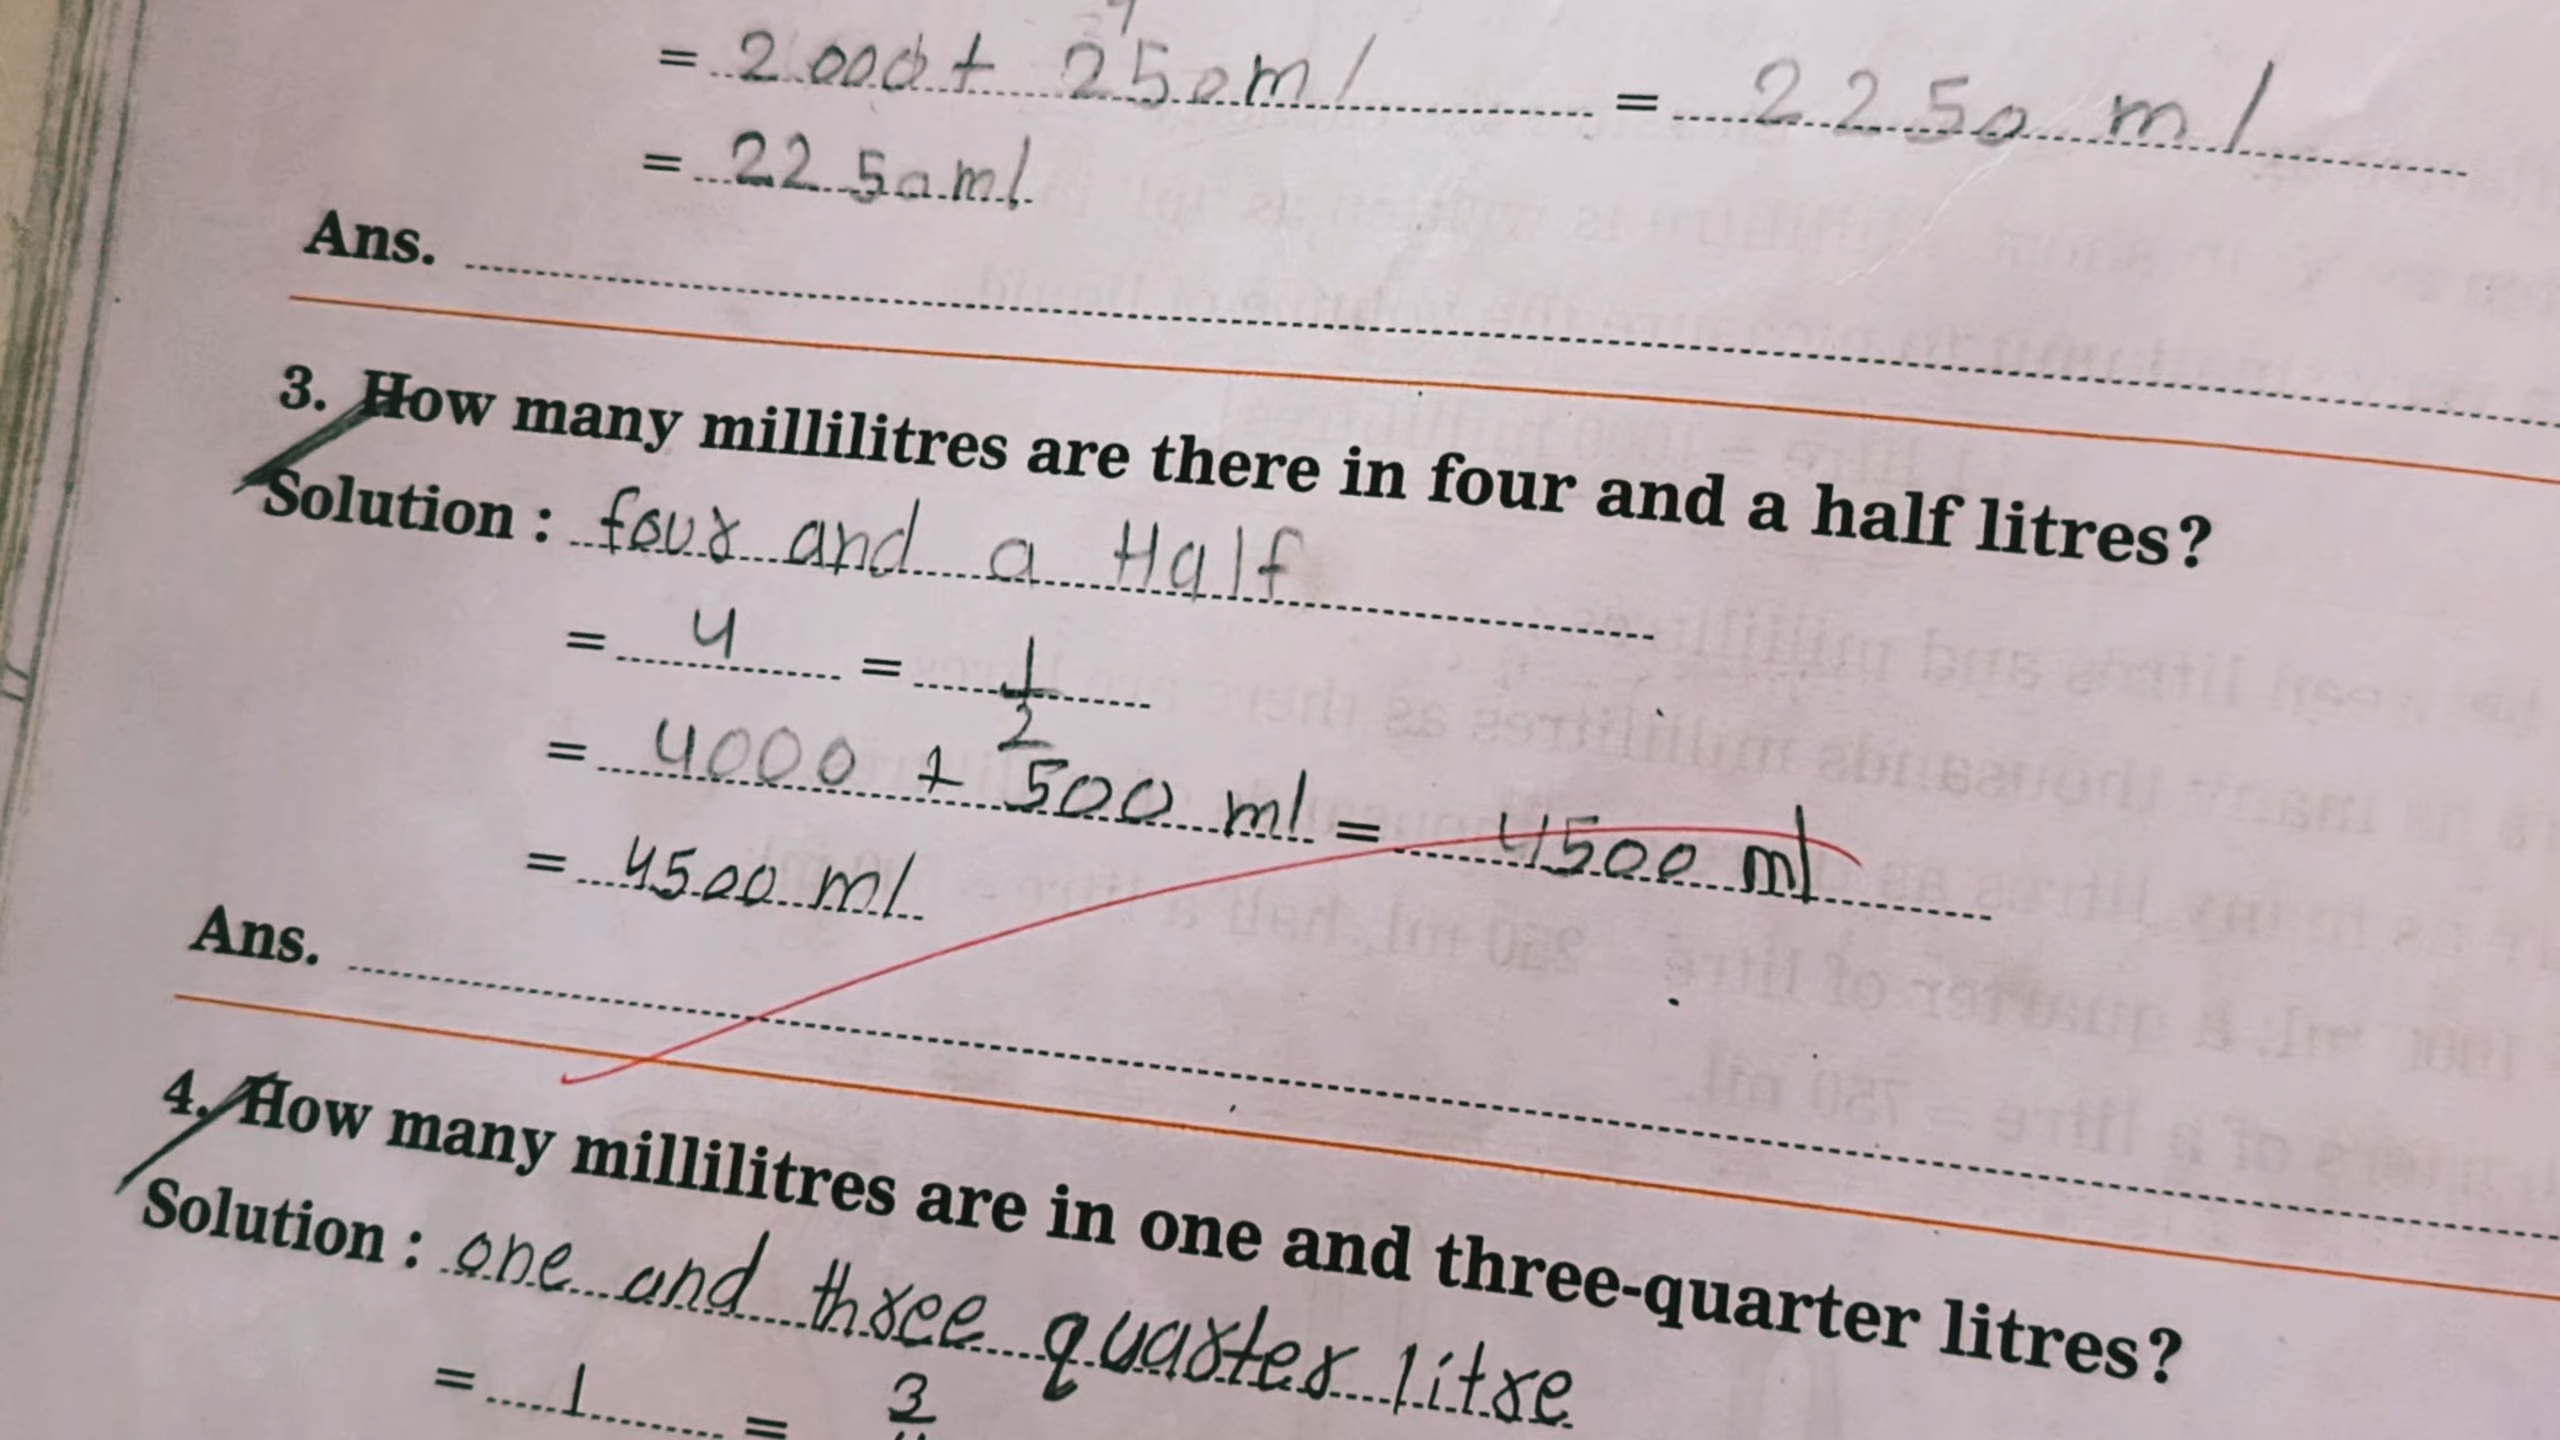 = 2000 + 250 ml = 2250 ml
= 2250 ml
Ans.
3. How many millilitres are there in four and a half litres?
Solution : four and a Half
= 4 = 1/2
= 4000 + 500 ml = 4500 ml
= 4500 ml
Ans.
4. How many millilitres are in one and three-quarter litres?
Solution : one and three quarter litre
= 1 = 3